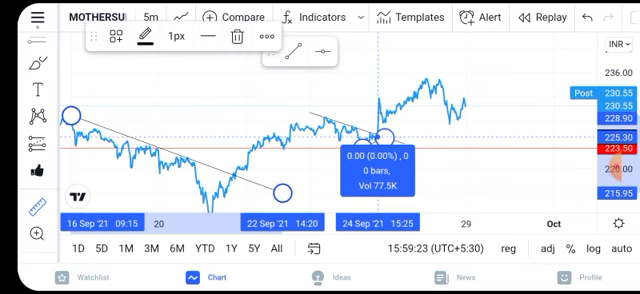 MOTHERSU 5m Compare Indicators Templates Alert Replay
1px
INR
236.00
Post 230.55
230.55
228.90
225.30
223.50
220.00
215.95
0.00 (0.00%) , 0
0 bars,
Vol 77.5K
16 Sep '21 09:15 20 22 Sep '21 14:20 24 Sep '21 15:25 29 Oct
1D 5D 1M 3M 6M YTD 1Y 5Y All 15:59:23 (UTC+5:30) reg adj % log auto
Watchlist Chart Ideas News Profile